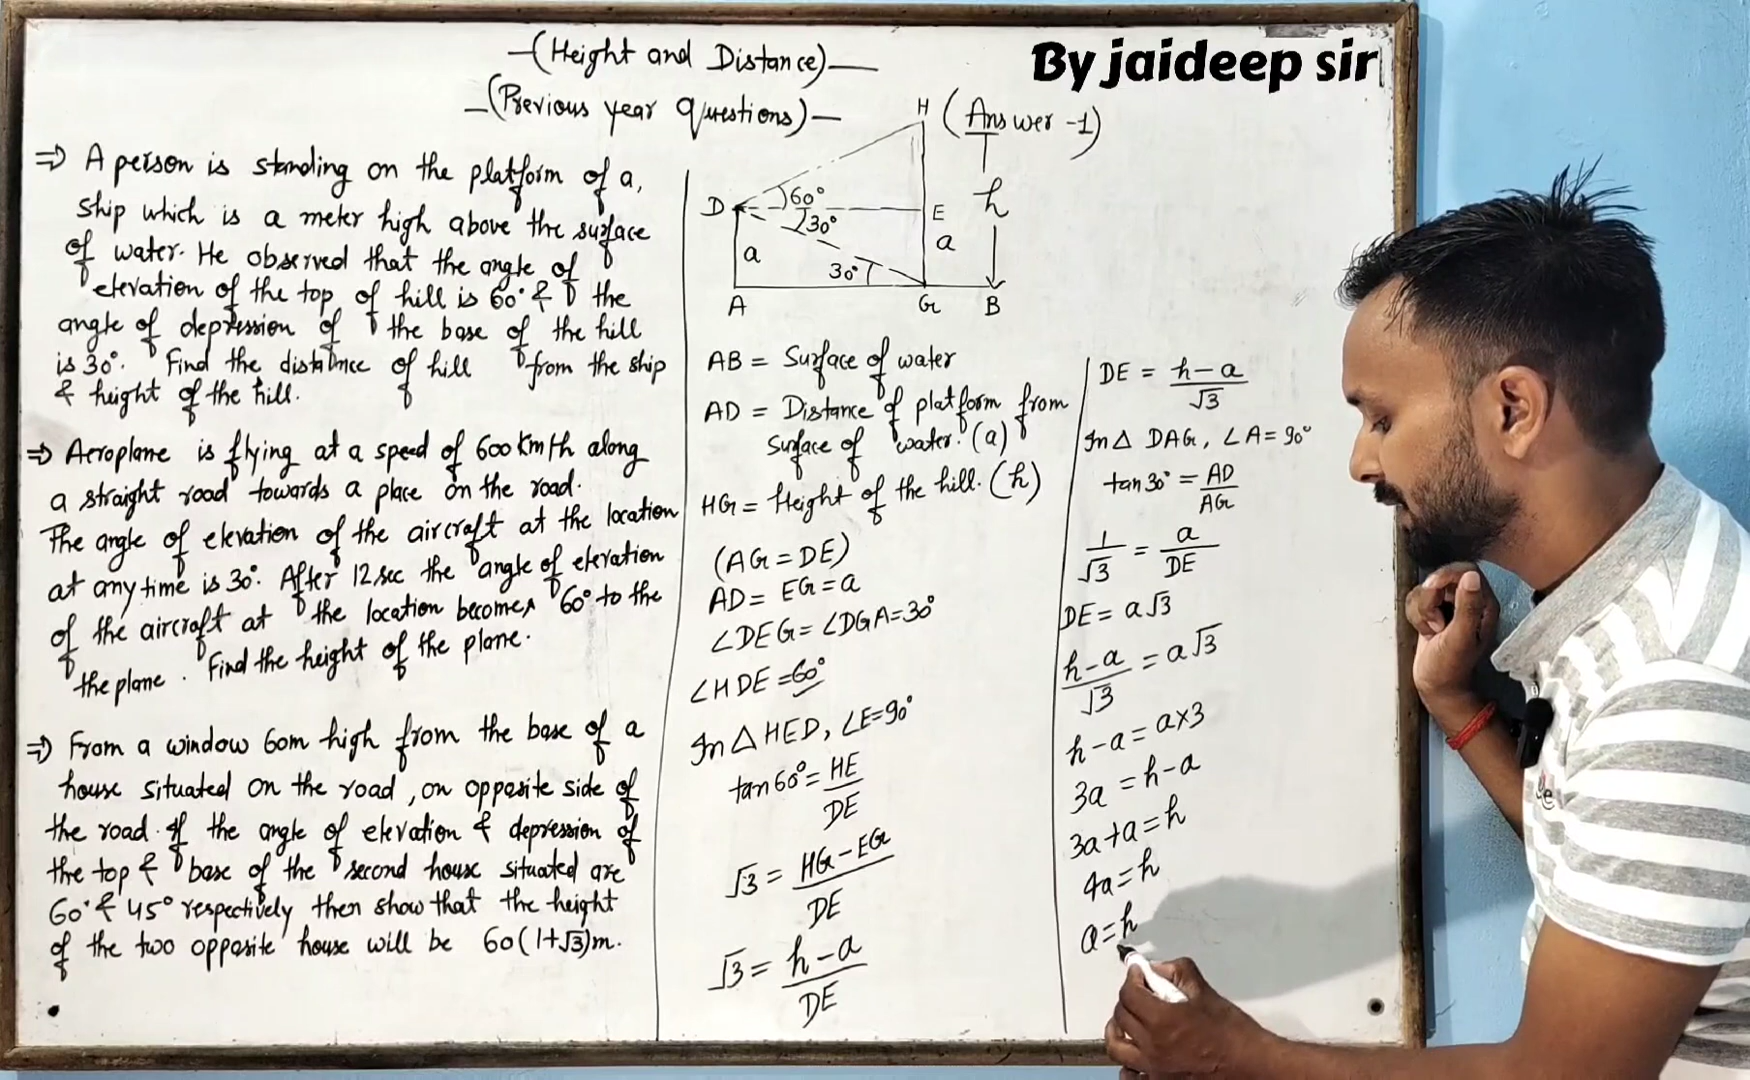 (Height and Distance)
By jaideep sir
(Previous year Questions)
(Answer -1)
⇒ A person is standing on the platform of a,
ship which is a meter high above the surface
of water. He observed that the angle of
elevation of the top of hill is 60° & the
angle of depression of the base of the hill
is 30°. Find the distance of hill from the ship
& height of the hill.
⇒ Aeroplane is flying at a speed of 600 Km/h along
a straight road towards a place on the road.
The angle of elevation of the aircraft at the location
at any time is 30°. After 12 sec the angle of elevation
of the aircraft at the location becomes 60° to the
the plane. Find the height of the plane.
⇒ From a window 60m high from the base of a
house situated on the road, on opposite side of
the road. If the angle of elevation & depression of
the top & base of the second house situated are
60° & 45° respectively then show that the height
of the two opposite house will be 60(1+√3)m.
H
D 60° E h
30°
a a
30°
A G B
AB = Surface of water
AD = Distance of platform from
Surface of water. (a)
HG = Height of the hill. (h)
(AG = DE)
AD = EG = a
∠DEG = ∠DGA = 30°
∠HDE = 60°
In △ HED, ∠E=90°
tan 60° = HE/DE
√3 = HG-EG/DE
√3 = h-a/DE
DE = h-a/√3
In △ DAG, ∠A = 90°
tan 30° = AD/AG
1/√3 = a/DE
DE = a√3
h-a/√3 = a√3
h-a = a×3
3a = h-a
3a+a = h
4a = h
a = h